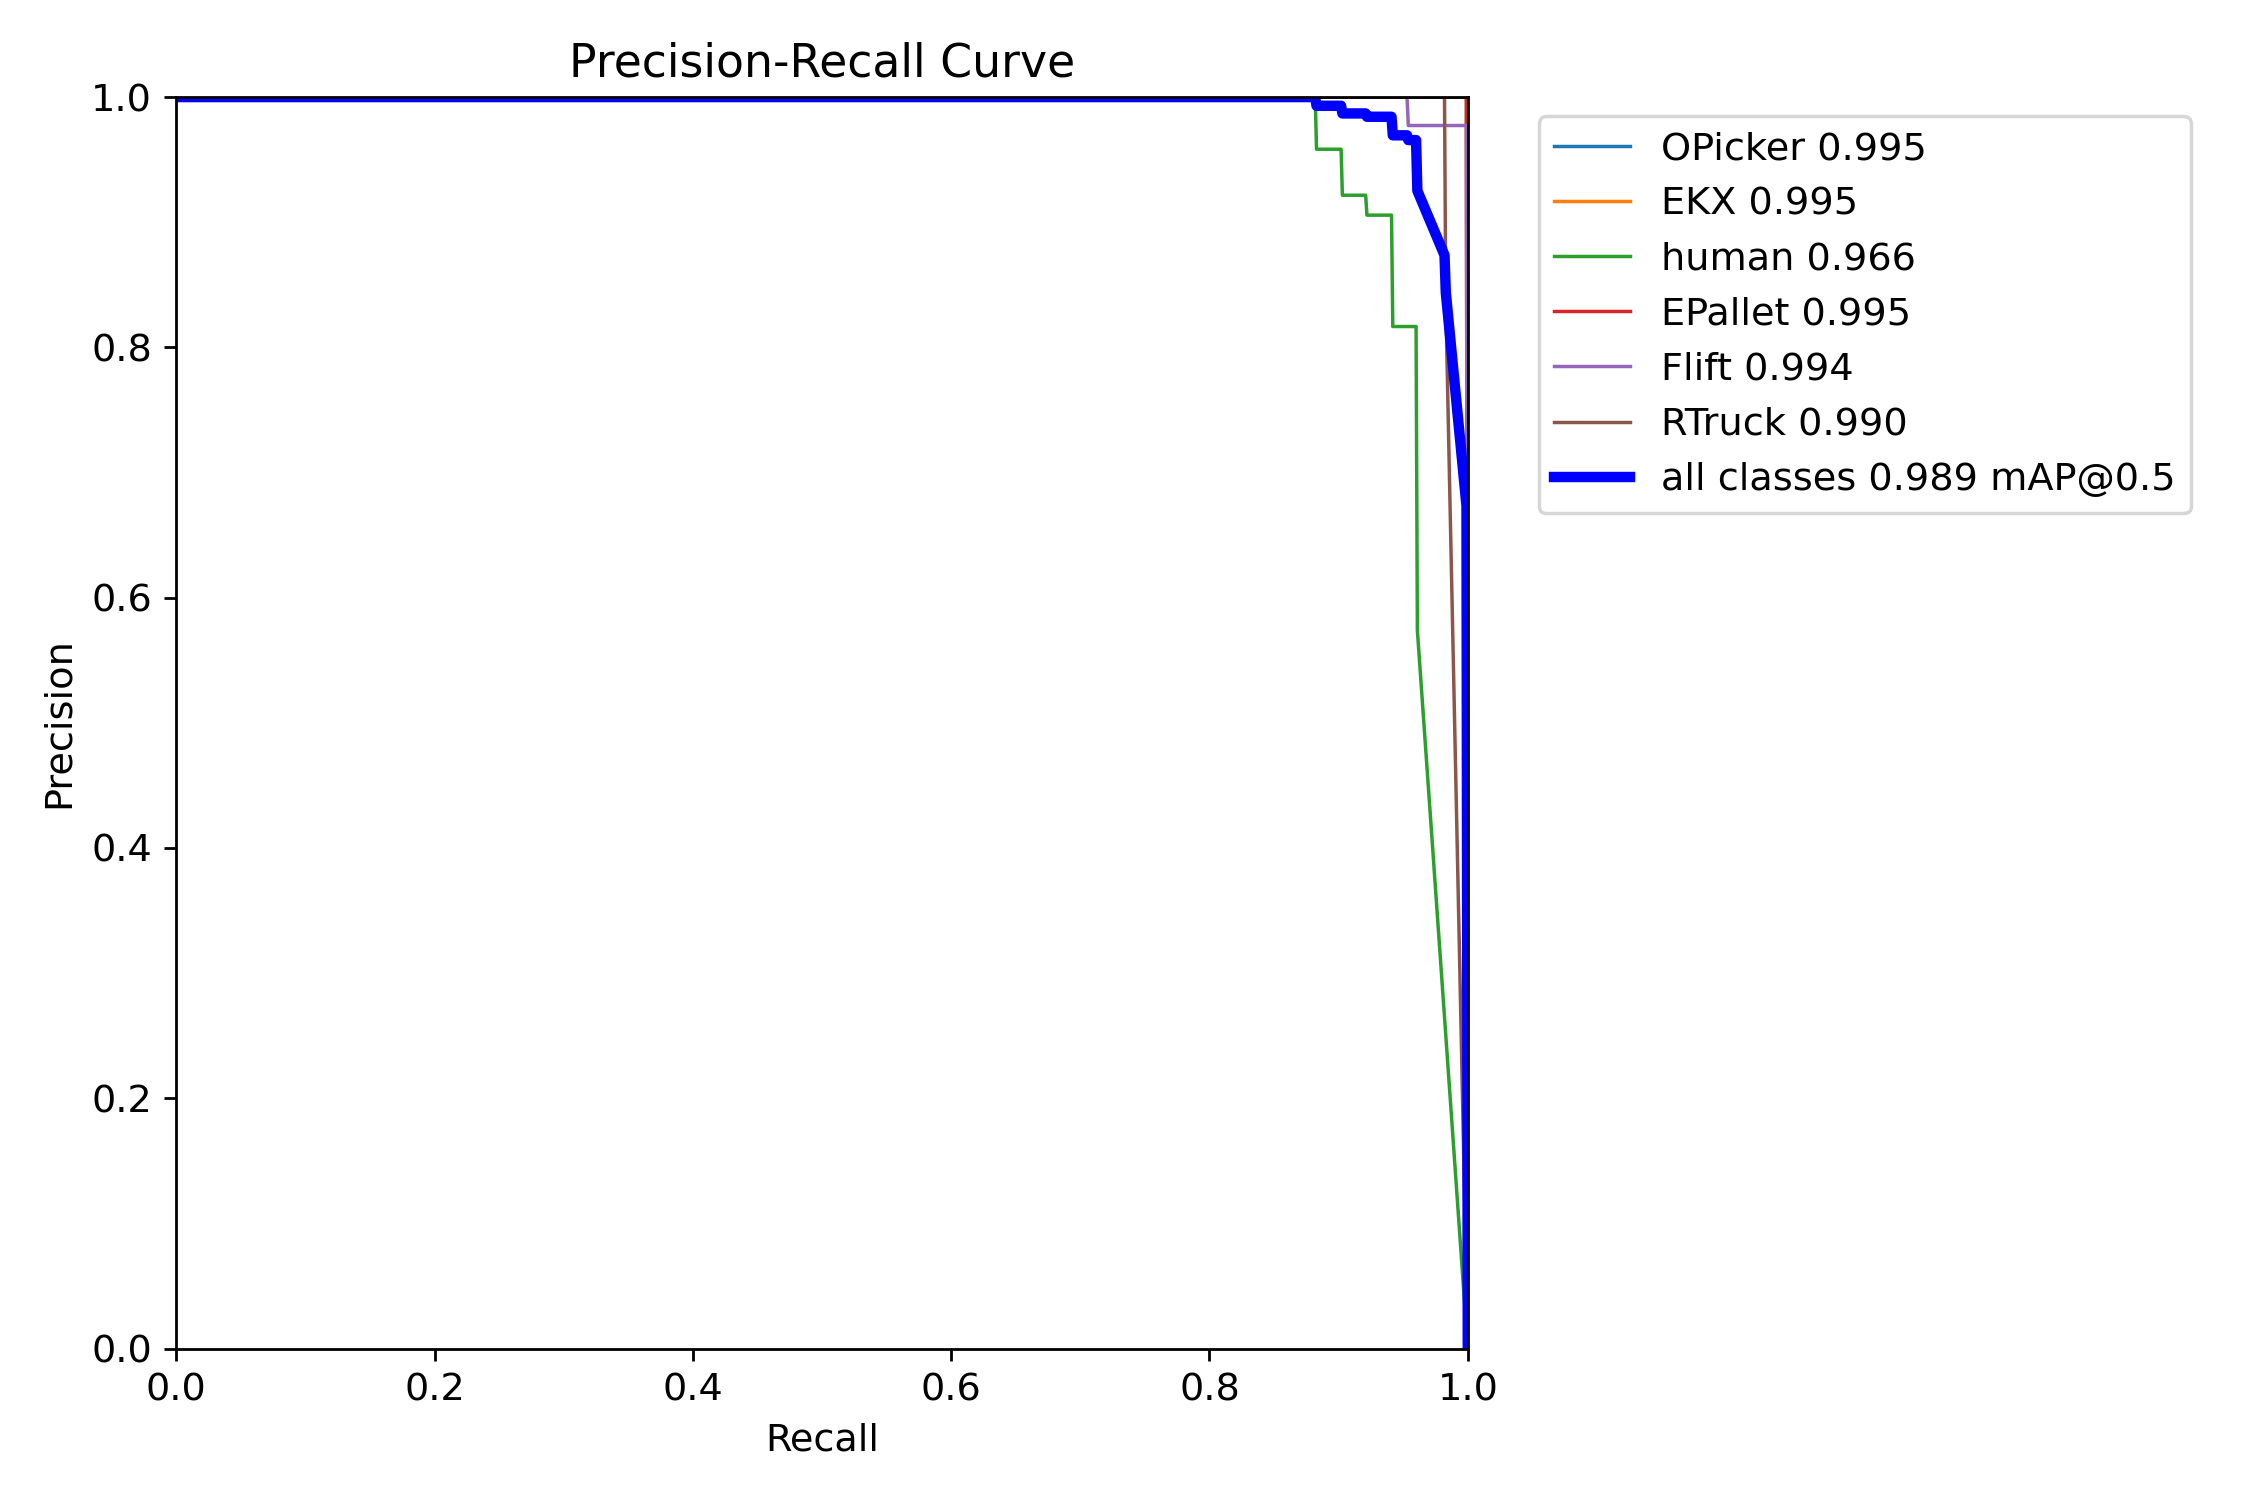 Precision-Recall Curve
1.0
0.8
0.6
0.4
0.2
0.0
Precision
0.0 0.2 0.4 0.6 0.8 1.0
Recall
OPicker 0.995
EKX 0.995
human 0.966
EPallet 0.995
Flift 0.994
RTruck 0.990
all classes 0.989 mAP@0.5